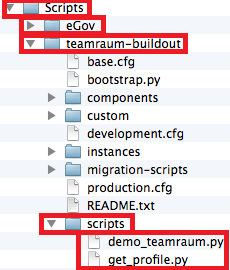 Scripts
eGov
teamraum-buildout
base.cfg
bootstrap.py
components
custom
development.cfg
instances
migration-scripts
production.cfg
README.txt
scripts
demo_teamraum.py
get_profile.py